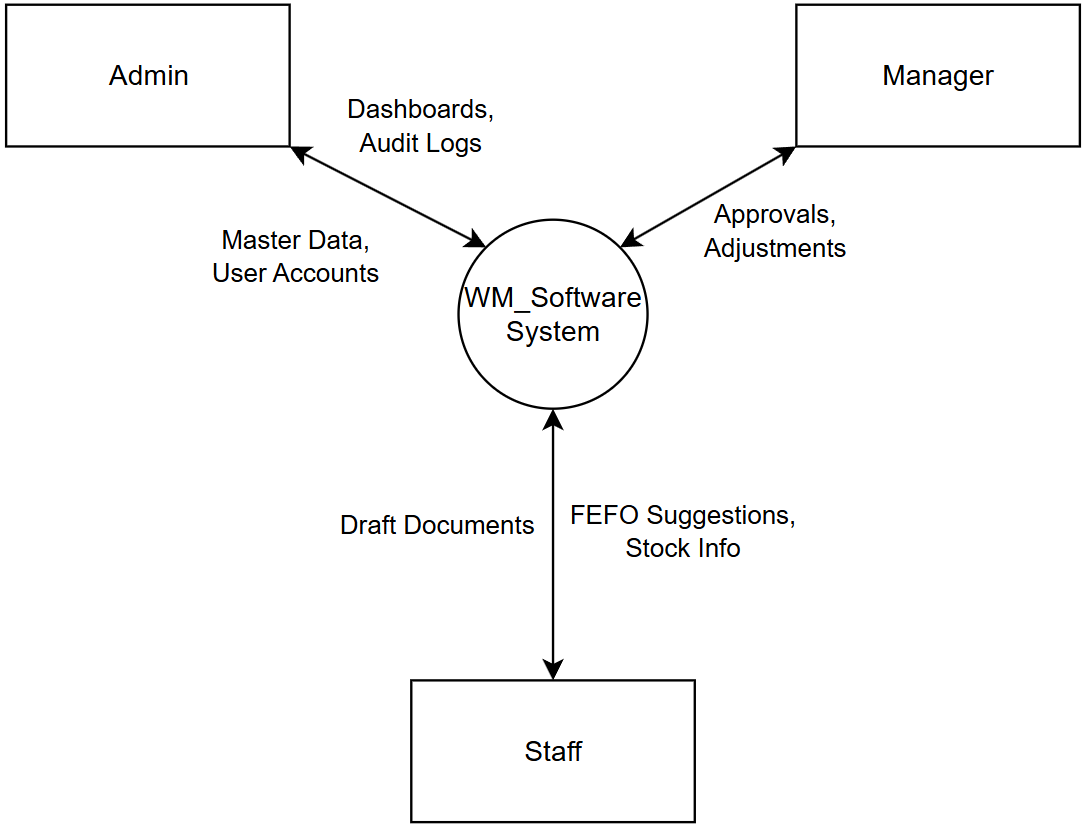 Admin
Manager
Dashboards,
Audit Logs
Approvals,
Adjustments
Master Data,
User Accounts
WM_Software
System
Draft Documents
FEFO Suggestions,
Stock Info
Staff